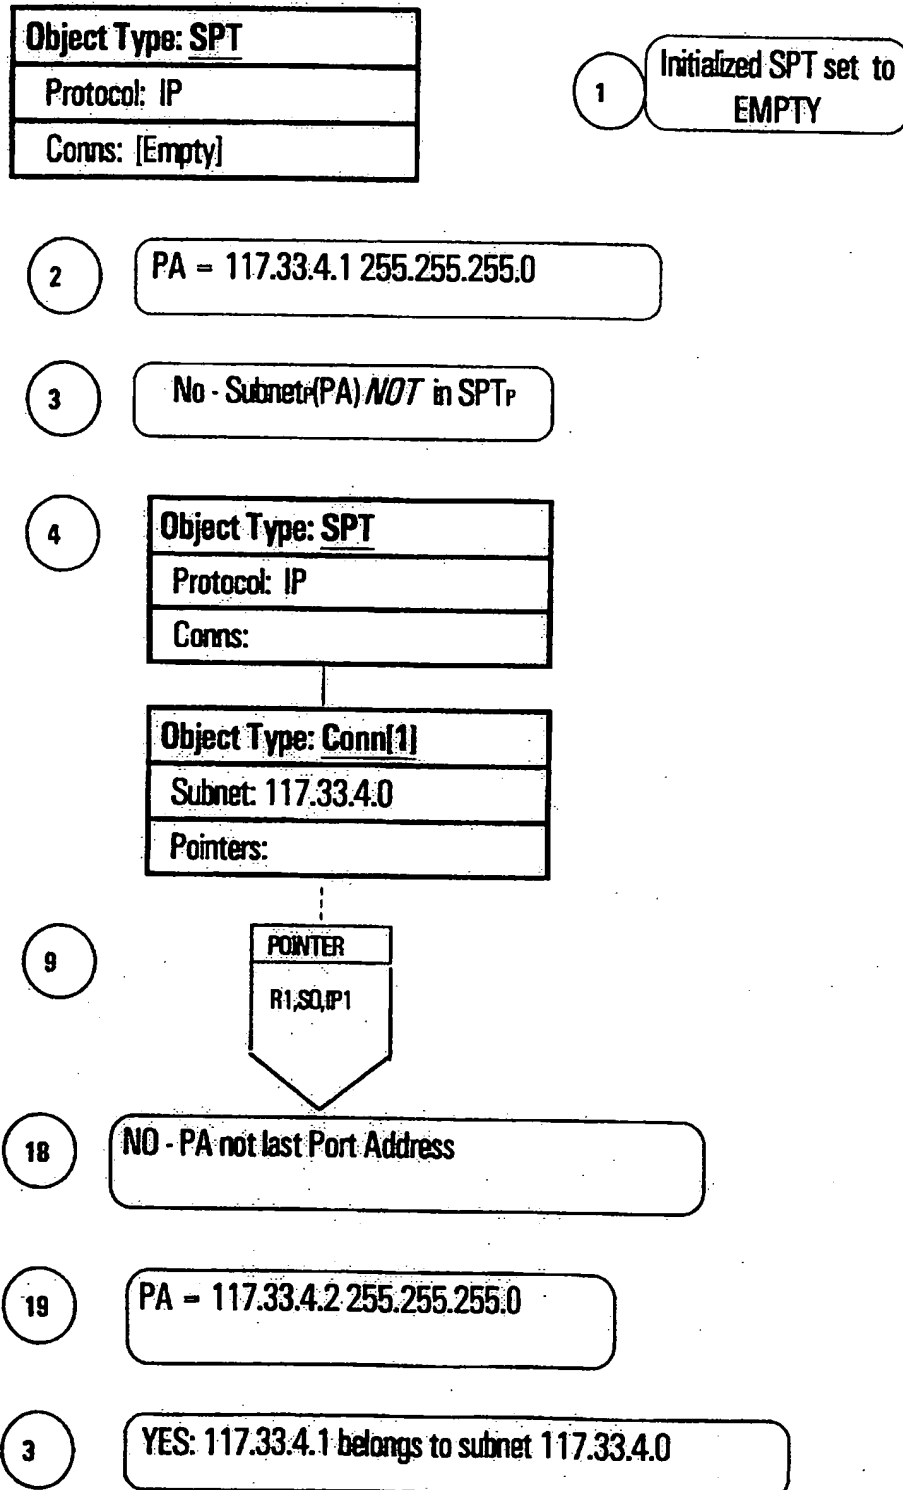 Object Type: SPT
Protocol: IP
Conns: [Empty]
1
Initialized SPT set to
EMPTY
2
PA = 117.33.4.1 255.255.255.0
3
No - SubnetP(PA) NOT in SPTP
4
Object Type: SPT
Protocol: IP
Conns:
Object Type: Conn[1]
Subnet: 117.33.4.0
Pointers:
9
POINTER
R1,S0,IP1
18
NO - PA not last Port Address
19
PA = 117.33.4.2 255.255.255.0
3
YES: 117.33.4.1 belongs to subnet 117.33.4.0